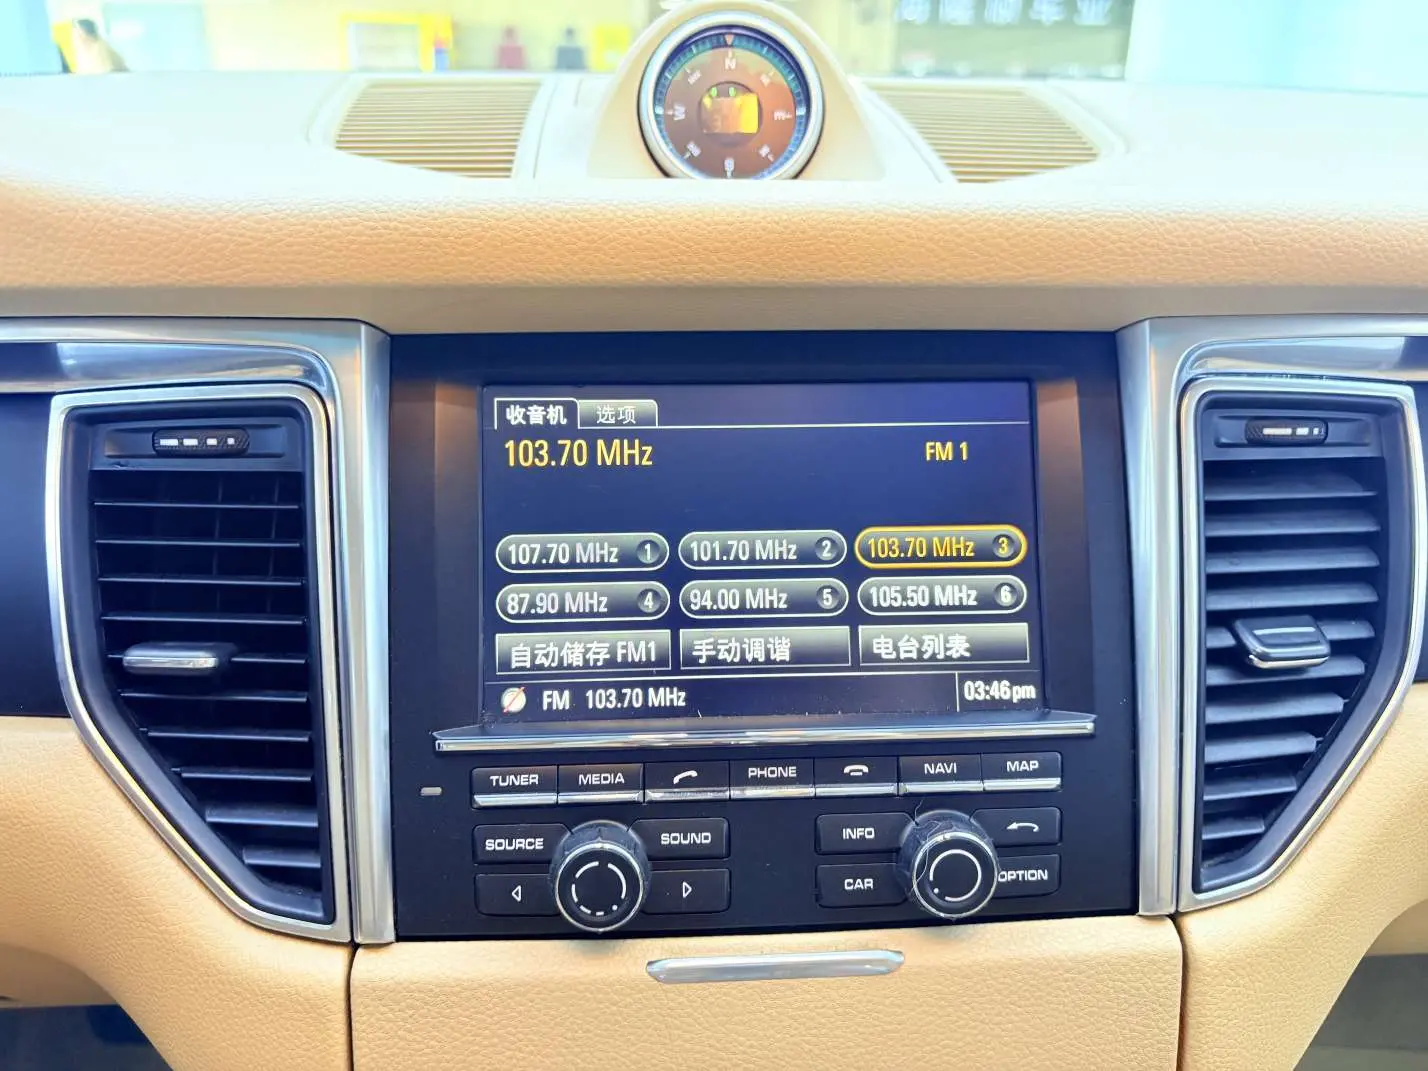 N
W
E
S
收音机 选项
103.70 MHz FM 1
107.70 MHz 1 101.70 MHz 2 103.70 MHz 3
87.90 MHz 4 94.00 MHz 5 105.50 MHz 6
自动储存 FM1 手动调谐 电台列表
FM 103.70 MHz 03:46pm
TUNER MEDIA PHONE NAVI MAP
SOURCE SOUND INFO
CAR OPTION